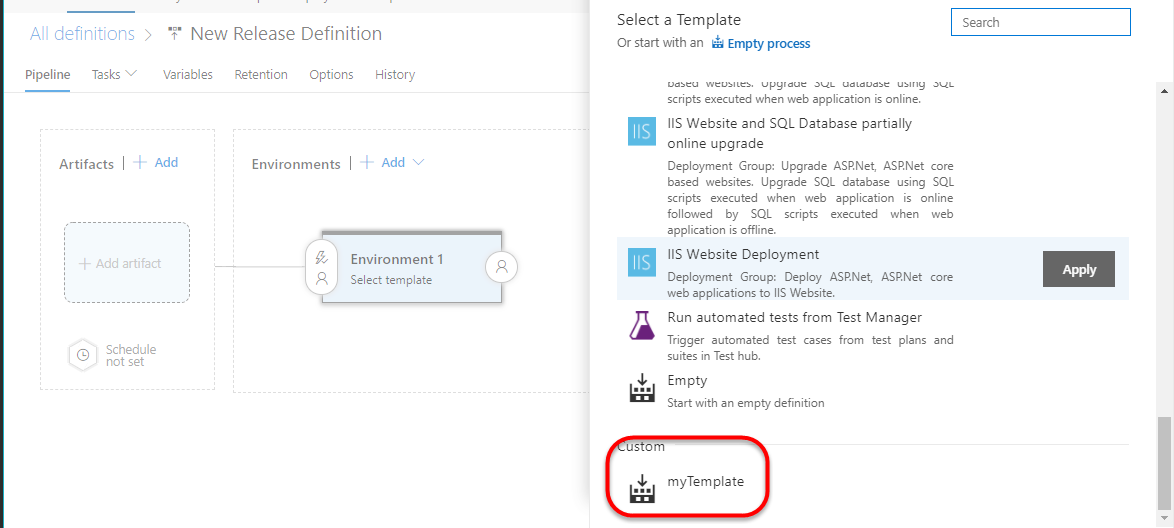 All definitions > New Release Definition
Pipeline Tasks Variables Retention Options History
Artifacts | + Add
+ Add artifact
Schedule
not set
Environments | + Add
Environment 1
Select template
Select a Template
Or start with an Empty process
Search
based websites. Upgrade SQL database using SQL
scripts executed when web application is online.
IIS
IIS Website and SQL Database partially
online upgrade
Deployment Group: Upgrade ASP.Net, ASP.Net core
based websites. Upgrade SQL database using SQL
scripts executed when web application is online
followed by SQL scripts executed when web
application is offline.
IIS
IIS Website Deployment
Deployment Group: Deploy ASP.Net, ASP.Net core
web applications to IIS Website.
Apply
Run automated tests from Test Manager
Trigger automated test cases from test plans and
suites in Test hub.
Empty
Start with an empty definition
Custom
myTemplate